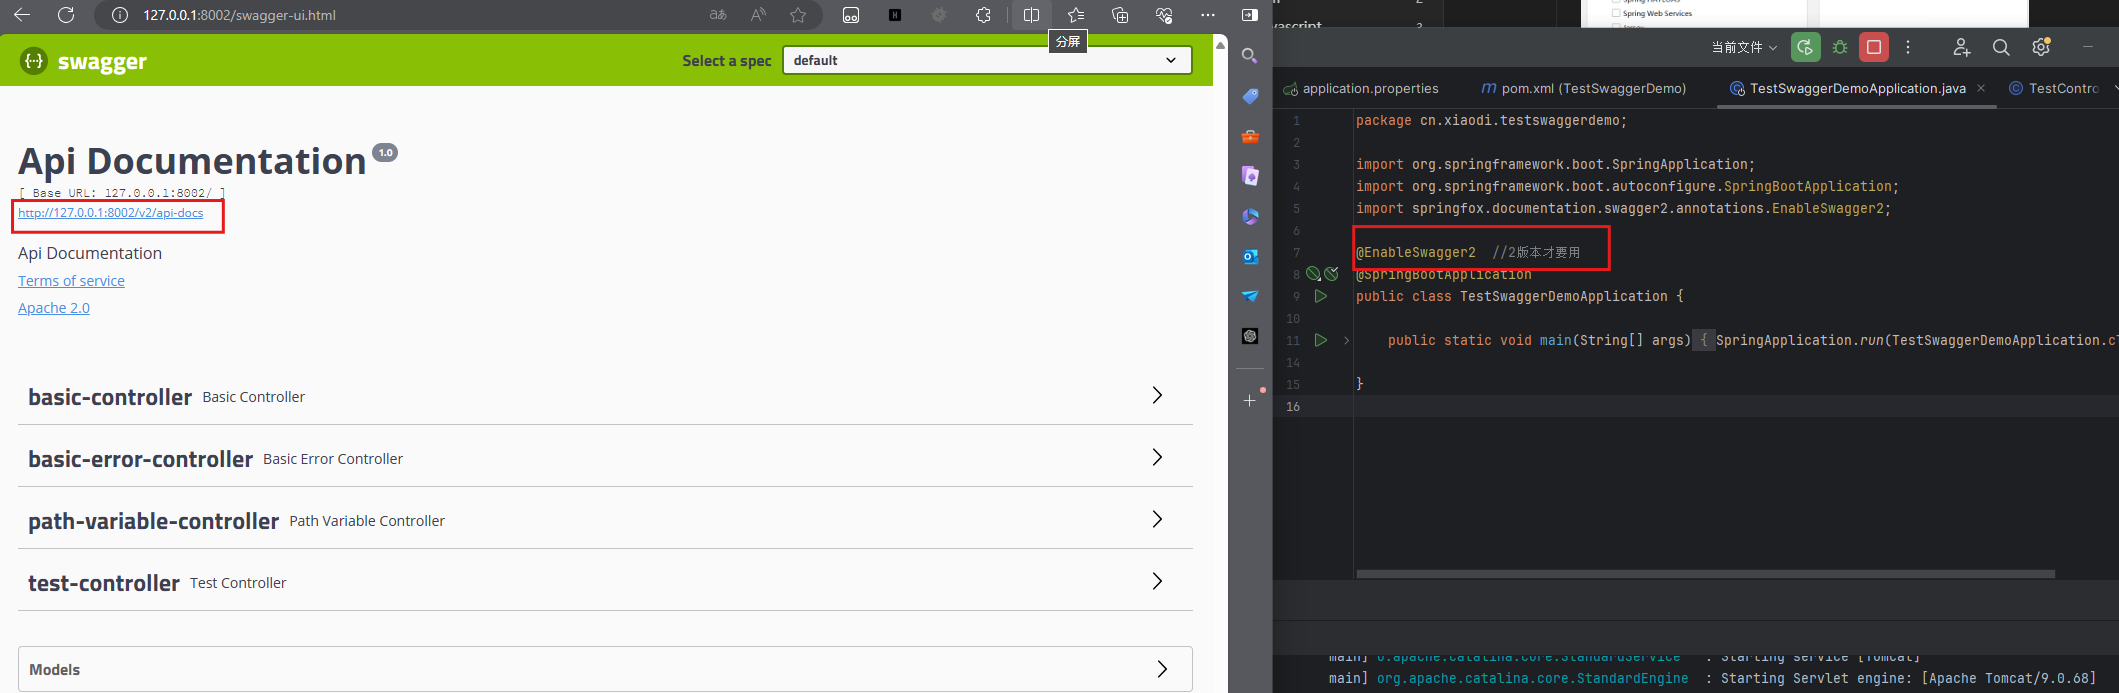 127.0.0.1:8002/swagger-ui.html
分屏
swagger
Select a spec
default
Api Documentation 1.0
[ Base URL: 127.0.0.1:8002/ ]
http://127.0.0.1:8002/v2/api-docs
Api Documentation
Terms of service
Apache 2.0
basic-controller Basic Controller
basic-error-controller Basic Error Controller
path-variable-controller Path Variable Controller
test-controller Test Controller
Models
Spring Web Services
当前文件
application.properties
pom.xml (TestSwaggerDemo)
TestSwaggerDemoApplication.java
TestContro
1 package cn.xiaodi.testswaggerdemo;
2
3 import org.springframework.boot.SpringApplication;
4 import org.springframework.boot.autoconfigure.SpringBootApplication;
5 import springfox.documentation.swagger2.annotations.EnableSwagger2;
6
7 @EnableSwagger2 //2版本才要用
8 @SpringBootApplication
9 public class TestSwaggerDemoApplication {
10
11 public static void main(String[] args) { SpringApplication.run(TestSwaggerDemoApplication.cl
14
15 }
16
main] o.apache.catalina.core.StandardService : Starting service [Tomcat]
main] org.apache.catalina.core.StandardEngine : Starting Servlet engine: [Apache Tomcat/9.0.68]